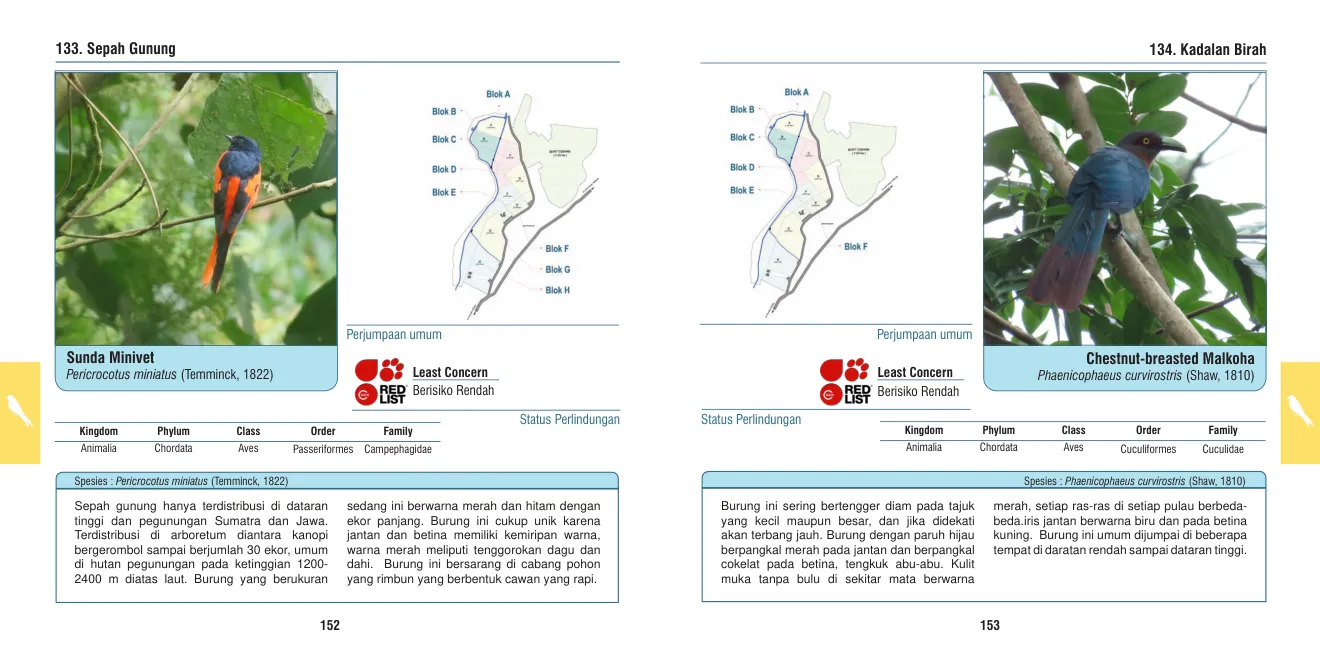 133. Sepah Gunung
Blok A
Blok B
Blok C
Blok D
Blok E
Blok F
Blok G
Blok H
Perjumpaan umum
Sunda Minivet
Pericrocotus miniatus (Temminck, 1822)
RED LIST
Least Concern
Berisiko Rendah
Status Perlindungan
Kingdom Phylum Class Order Family
Animalia Chordata Aves Passeriformes Campephagidae
Spesies : Pericrocotus miniatus (Temminck, 1822)
Sepah gunung hanya terdistribusi di dataran
tinggi dan pegunungan Sumatra dan Jawa.
Terdistribusi di arboretum diantara kanopi
bergerombol sampai berjumlah 30 ekor, umum
di hutan pegunungan pada ketinggian 1200-
2400 m diatas laut. Burung yang berukuran
sedang ini berwarna merah dan hitam dengan
ekor panjang. Burung ini cukup unik karena
jantan dan betina memiliki kemiripan warna,
warna merah meliputi tenggorokan dagu dan
dahi. Burung ini bersarang di cabang pohon
yang rimbun yang berbentuk cawan yang rapi.
152
134. Kadalan Birah
Blok A
Blok B
Blok C
Blok D
Blok E
Blok F
Perjumpaan umum
Chestnut-breasted Malkoha
Phaenicophaeus curvirostris (Shaw, 1810)
RED LIST
Least Concern
Berisiko Rendah
Status Perlindungan
Kingdom Phylum Class Order Family
Animalia Chordata Aves Cuculiformes Cuculidae
Spesies : Phaenicophaeus curvirostris (Shaw, 1810)
Burung ini sering bertengger diam pada tajuk
yang kecil maupun besar, dan jika didekati
akan terbang jauh. Burung dengan paruh hijau
berpangkal merah pada jantan dan berpangkal
cokelat pada betina, tengkuk abu-abu. Kulit
muka tanpa bulu di sekitar mata berwarna
merah, setiap ras-ras di setiap pulau berbeda-
beda.iris jantan berwarna biru dan pada betina
kuning. Burung ini umum dijumpai di beberapa
tempat di daratan rendah sampai dataran tinggi.
153